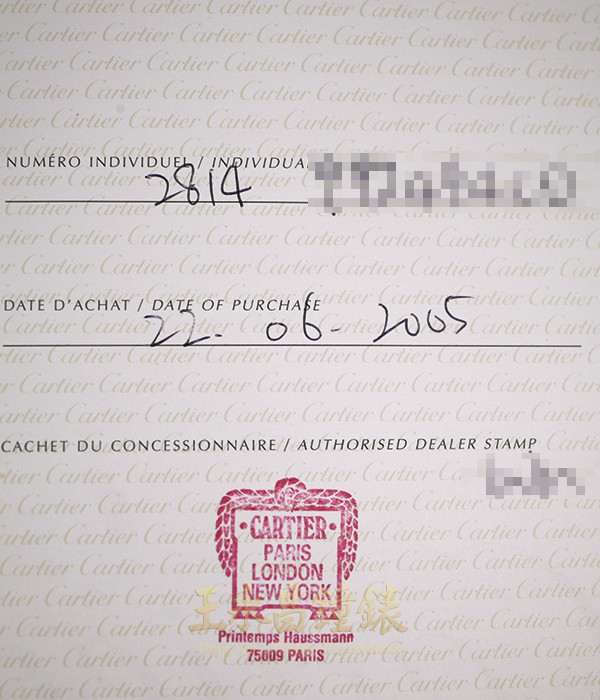 NUMÉRO INDIVIDUEL / INDIVIDUA
2814
DATE D'ACHAT / DATE OF PURCHASE
22. 06 - 2005
CACHET DU CONCESSIONNAIRE / AUTHORISED DEALER STAMP
CARTIER
PARIS
LONDON
NEW YORK
Printemps Haussmann
75009 PARIS